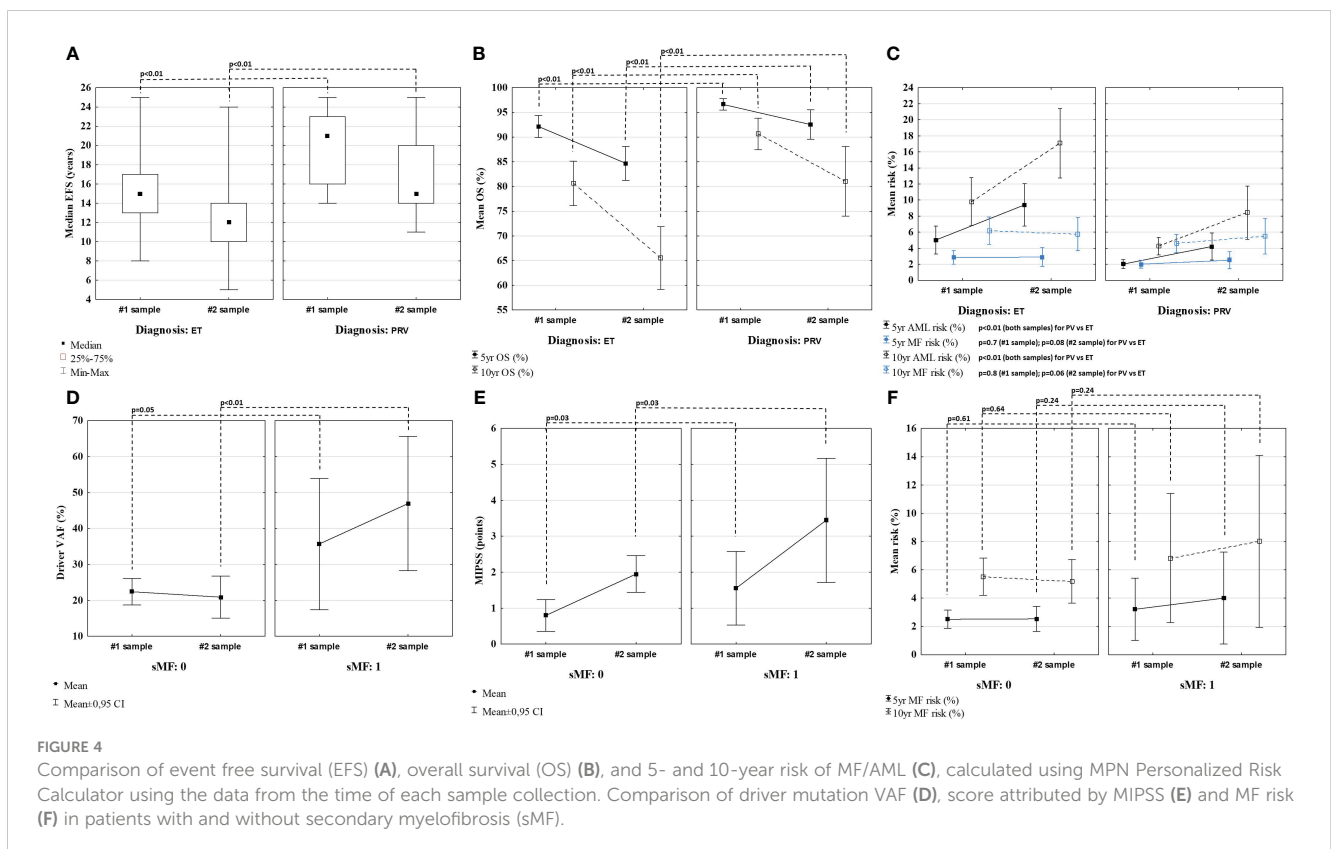 A
p<0.01
p<0.01
Median EFS (years)
26
24
22
20
18
16
14
12
10
8
6
4
#1 sample
#2 sample
#1 sample
#2 sample
Diagnosis: ET
Diagnosis: PRV
Median
25%-75%
Min-Max
B
p<0.01
p<0.01
p<0.01
p<0.01
Mean OS (%)
100
95
90
85
80
75
70
65
60
55
#1 sample
#2 sample
#1 sample
#2 sample
Diagnosis: ET
Diagnosis: PRV
5yr OS (%)
10yr OS (%)
C
Mean risk (%)
24
22
20
18
16
14
12
10
8
6
4
2
0
#1 sample
#2 sample
#1 sample
#2 sample
Diagnosis: ET
Diagnosis: PRV
5yr AML risk (%) p<0.01 (both samples) for PV vs ET
5yr MF risk (%) p=0.7 (#1 sample); p=0.08 (#2 sample) for PV vs ET
10yr AML risk (%) p<0.01 (both samples) for PV vs ET
10yr MF risk (%) p=0.8 (#1 sample); p=0.06 (#2 sample) for PV vs ET
D
p=0.05
p<0.01
Driver VAF (%)
70
60
50
40
30
20
10
#1 sample
#2 sample
#1 sample
#2 sample
sMF: 0
sMF: 1
Mean
Mean±0,95 CI
E
p=0.03
p=0.03
MIPSS (points)
6
5
4
3
2
1
0
#1 sample
#2 sample
#1 sample
#2 sample
sMF: 0
sMF: 1
Mean
Mean±0,95 CI
F
p=0.61
p=0.64
p=0.24
p=0.24
Mean risk (%)
16
14
12
10
8
6
4
2
0
#1 sample
#2 sample
#1 sample
#2 sample
sMF: 0
sMF: 1
5yr MF risk (%)
10yr MF risk (%)
FIGURE 4
Comparison of event free survival (EFS) (A), overall survival (OS) (B), and 5- and 10-year risk of MF/AML (C), calculated using MPN Personalized Risk
Calculator using the data from the time of each sample collection. Comparison of driver mutation VAF (D), score attributed by MIPSS (E) and MF risk
(F) in patients with and without secondary myelofibrosis (sMF).